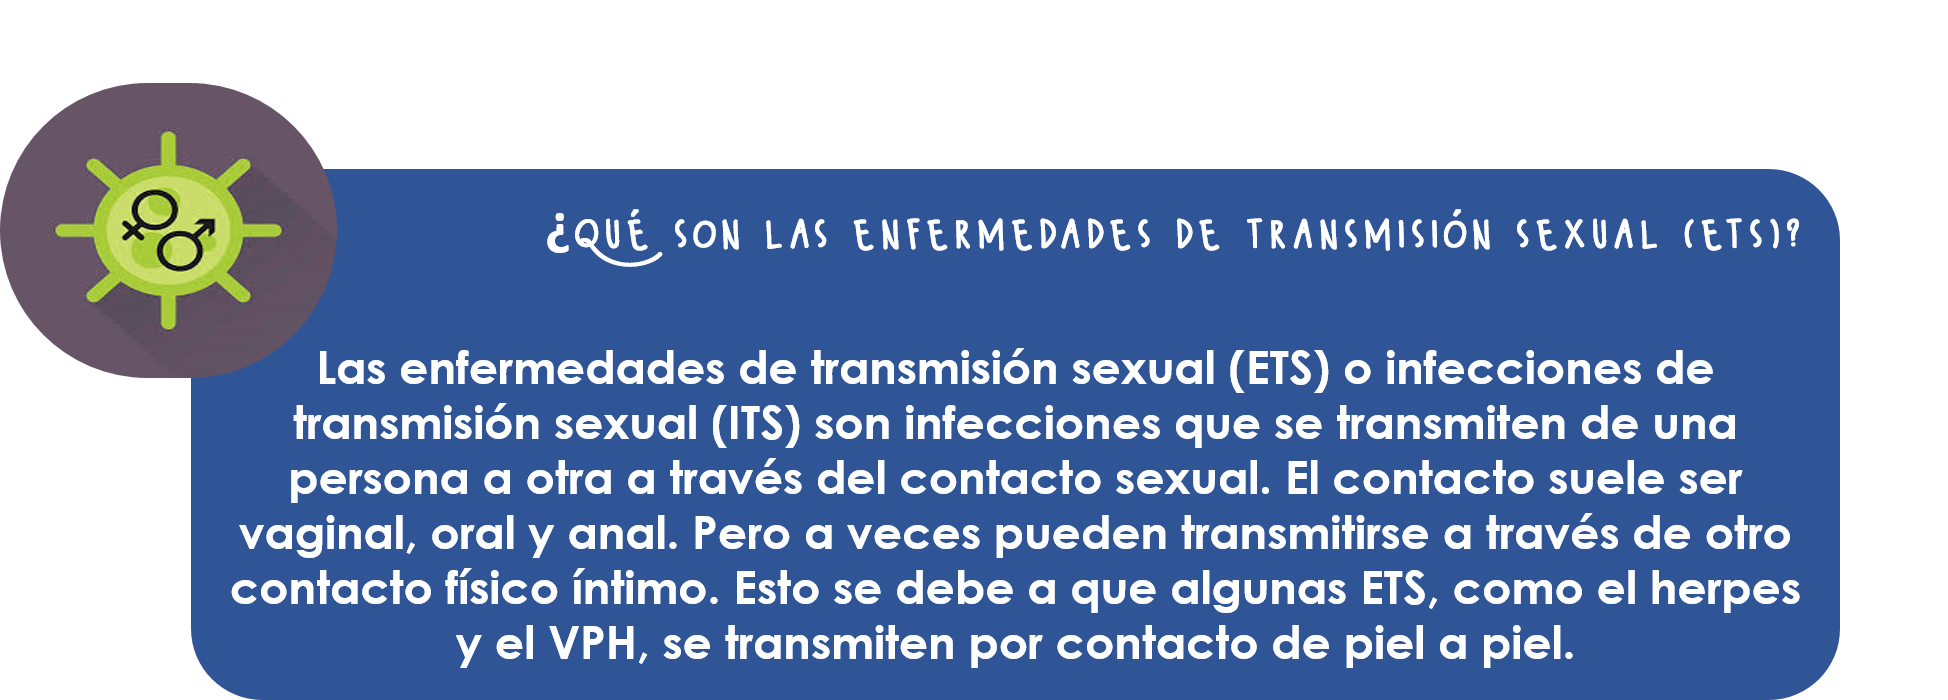 ¿QUÉ SON LAS ENFERMEDADES DE TRANSMISIÓN SEXUAL (ETS)?
Las enfermedades de transmisión sexual (ETS) o infecciones de
transmisión sexual (ITS) son infecciones que se transmiten de una
persona a otra a través del contacto sexual. El contacto suele ser
vaginal, oral y anal. Pero a veces pueden transmitirse a través de otro
contacto físico íntimo. Esto se debe a que algunas ETS, como el herpes
y el VPH, se transmiten por contacto de piel a piel.